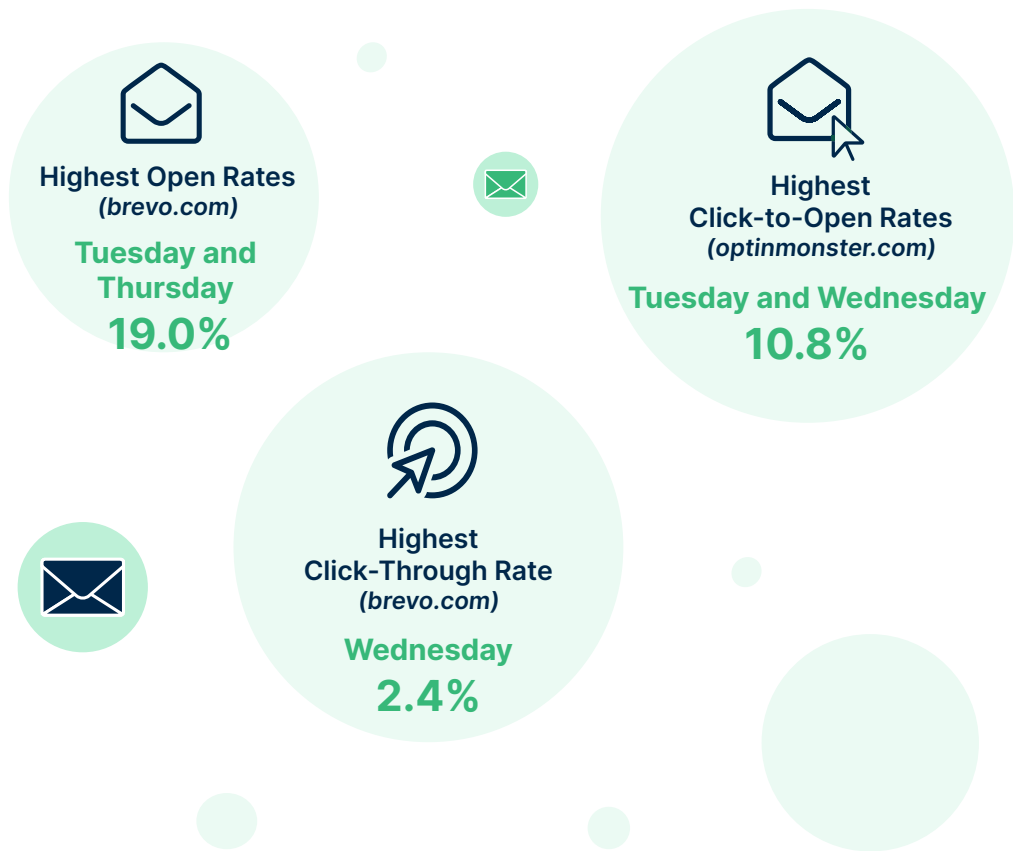 Highest Open Rates
(brevo.com)
Tuesday and
Thursday
19.0%
Highest
Click-to-Open Rates
(optinmonster.com)
Tuesday and Wednesday
10.8%
Highest
Click-Through Rate
(brevo.com)
Wednesday
2.4%